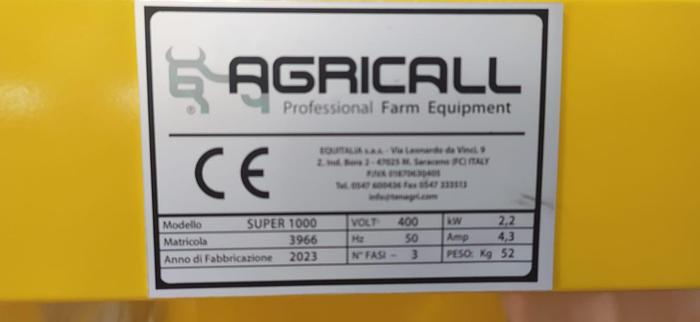 AGRICALL
®
Professional Farm Equipment
CE
EQUITALIA s.a.s. - Via Leonardo da Vinci, 9
Z. Ind. Bora 2 - 47025 M. Saraceno (FC) ITALY
P.IVA 01870630405
Tel. 0547 600436 Fax 0547 333513
info@tenagri.com
Modello SUPER 1000 VOLT 400 kW 2,2
Matricola 3966 Hz 50 Amp 4,3
Anno di Fabbricazione 2023 N° FASI – 3 PESO: Kg 52